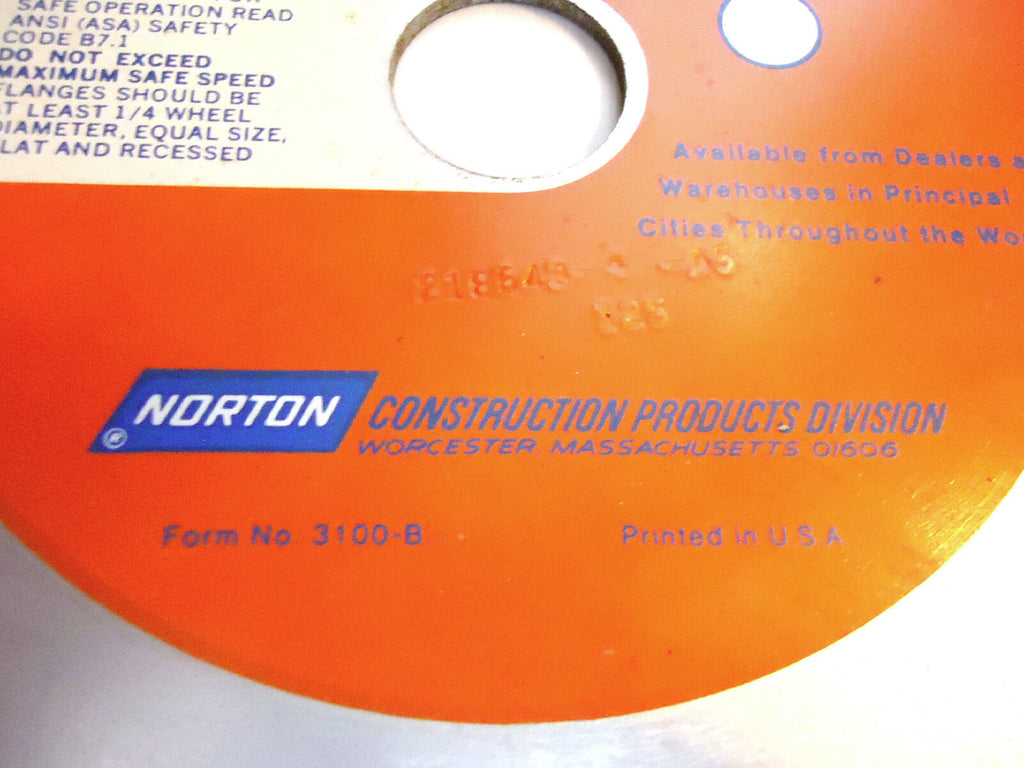 SAFE OPERATION READ
ANSI (ASA) SAFETY
CODE B7.1
DO NOT EXCEED
MAXIMUM SAFE SPEED
FLANGES SHOULD BE
AT LEAST 1/4 WHEEL
DIAMETER, EQUAL SIZE,
FLAT AND RECESSED
Available from Dealers
Warehouses in Principal
Cities Throughout the Wo
NORTON
CONSTRUCTION PRODUCTS DIVISION
WORCESTER MASSACHUSETTS 01606
Form No. 3100-B
Printed in U.S.A